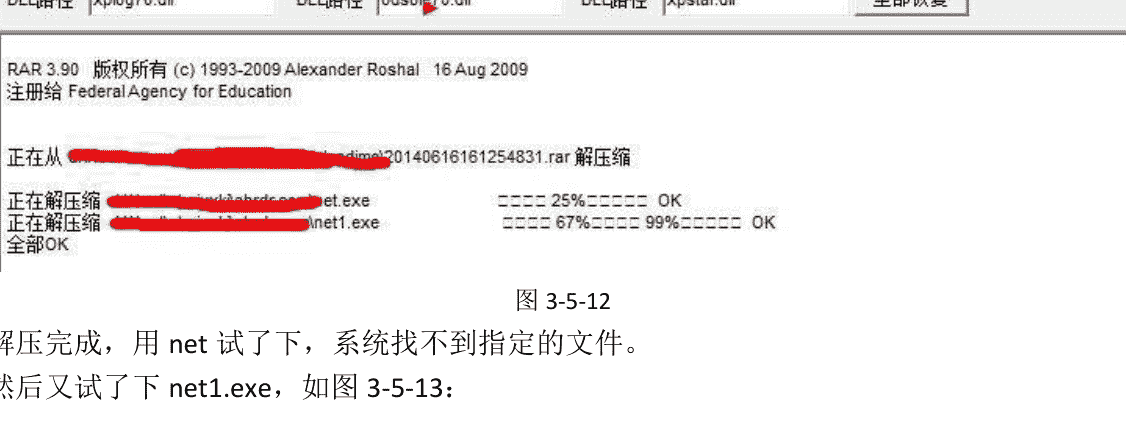 DLL路径 xplog70.dll DLL路径 DLL路径 xpstar.dll 全部恢复
RAR 3.90 版权所有 (c) 1993-2009 Alexander Roshal 16 Aug 2009
注册给 Federal Agency for Education
正在从 \20140616161254831.rar 解压缩
正在解压缩 net.exe □□□□ 25%□□□□□ OK
正在解压缩 \net1.exe □□□□ 67%□□□□ 99%□□□□□ OK
全部OK
图 3-5-12
解压完成，用 net 试了下，系统找不到指定的文件。
然后又试了下 net1.exe，如图 3-5-13：